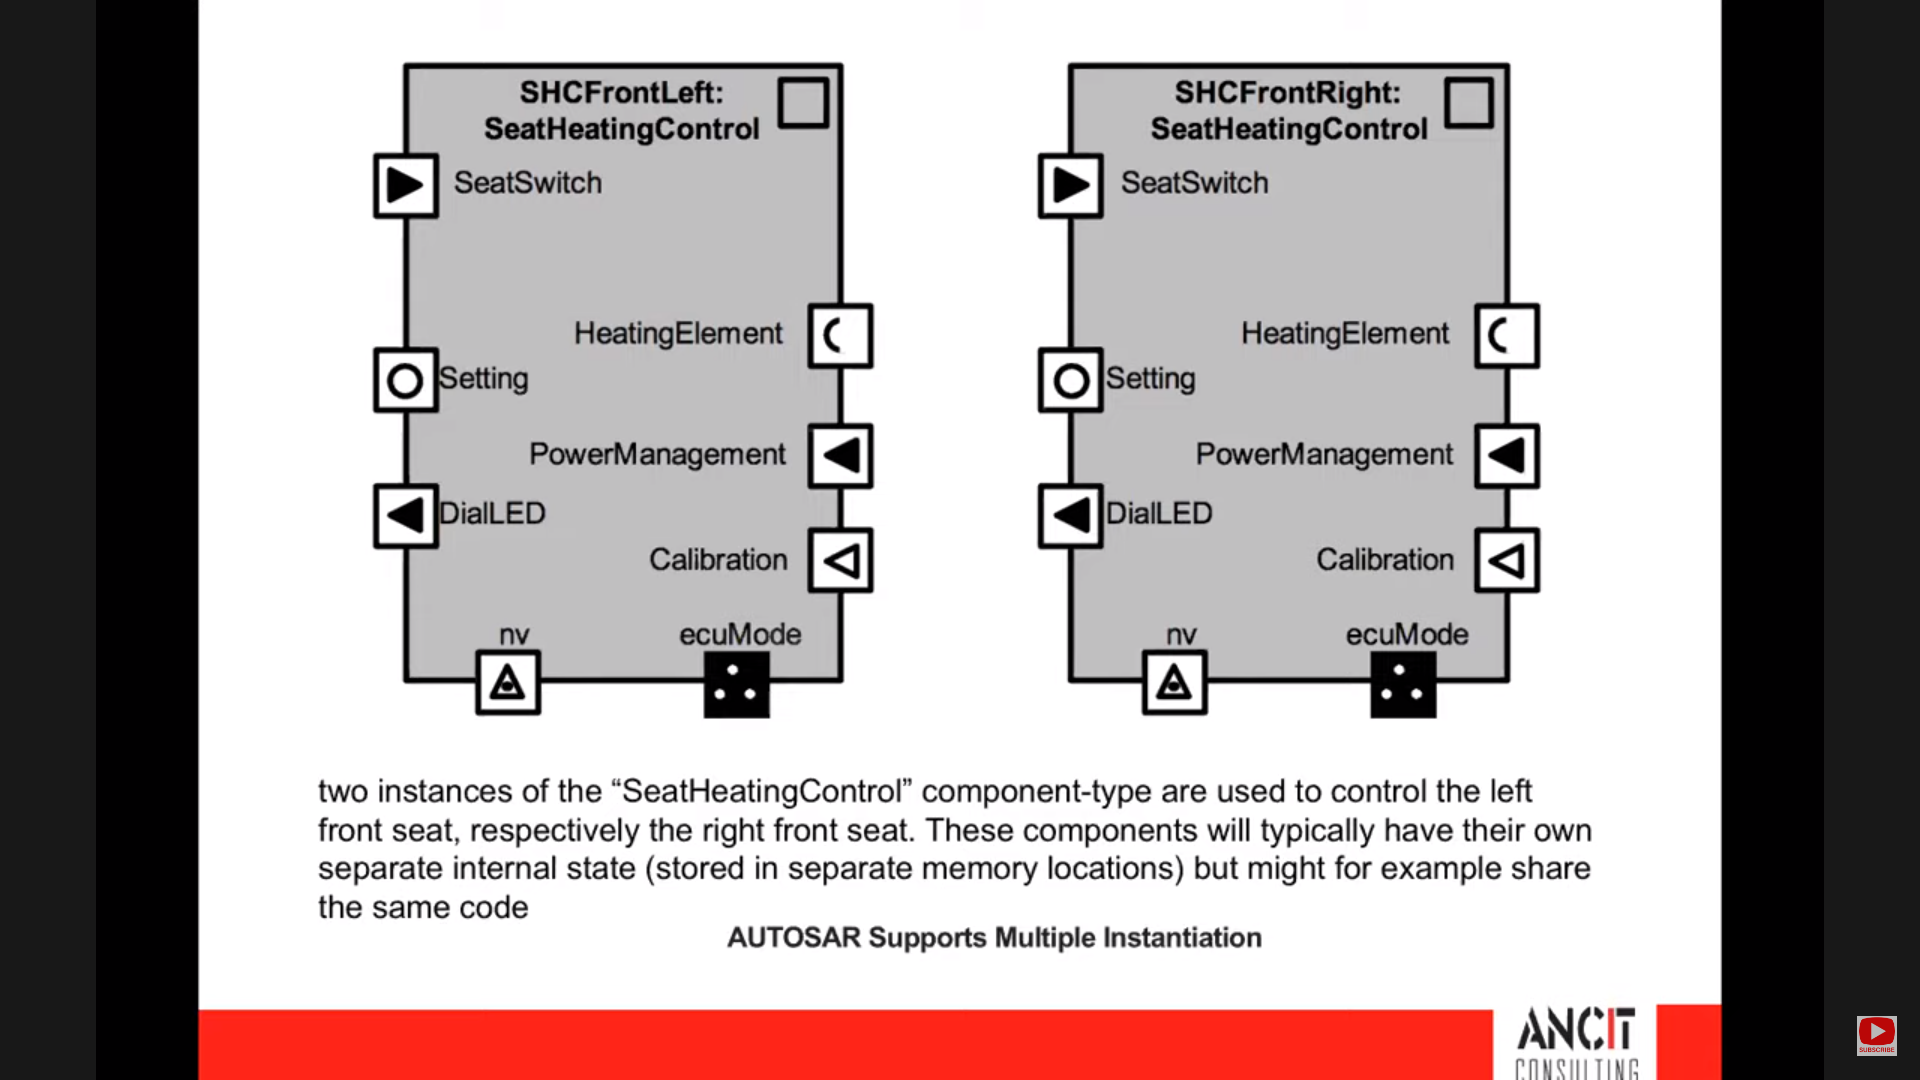 SHCFrontLeft:
SeatHeatingControl
SeatSwitch
HeatingElement
Setting
PowerManagement
DialLED
Calibration
nv
ecuMode
SHCFrontRight:
SeatHeatingControl
SeatSwitch
HeatingElement
Setting
PowerManagement
DialLED
Calibration
nv
ecuMode
two instances of the “SeatHeatingControl” component-type are used to control the left
front seat, respectively the right front seat. These components will typically have their own
separate internal state (stored in separate memory locations) but might for example share
the same code
AUTOSAR Supports Multiple Instantiation
ANCIT
CONSULTING
SUBSCRIBE